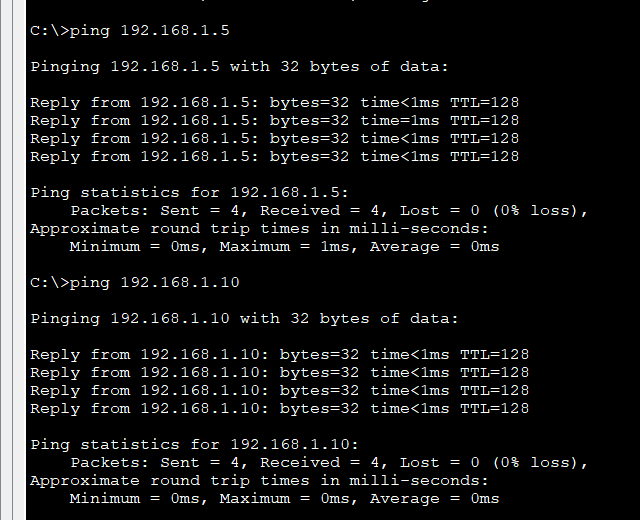 C:\>ping 192.168.1.5
Pinging 192.168.1.5 with 32 bytes of data:
Reply from 192.168.1.5: bytes=32 time<1ms TTL=128
Reply from 192.168.1.5: bytes=32 time=1ms TTL=128
Reply from 192.168.1.5: bytes=32 time<1ms TTL=128
Reply from 192.168.1.5: bytes=32 time<1ms TTL=128
Ping statistics for 192.168.1.5:
    Packets: Sent = 4, Received = 4, Lost = 0 (0% loss),
Approximate round trip times in milli-seconds:
    Minimum = 0ms, Maximum = 1ms, Average = 0ms
C:\>ping 192.168.1.10
Pinging 192.168.1.10 with 32 bytes of data:
Reply from 192.168.1.10: bytes=32 time<1ms TTL=128
Reply from 192.168.1.10: bytes=32 time<1ms TTL=128
Reply from 192.168.1.10: bytes=32 time<1ms TTL=128
Reply from 192.168.1.10: bytes=32 time<1ms TTL=128
Ping statistics for 192.168.1.10:
    Packets: Sent = 4, Received = 4, Lost = 0 (0% loss),
Approximate round trip times in milli-seconds:
    Minimum = 0ms, Maximum = 0ms, Average = 0ms